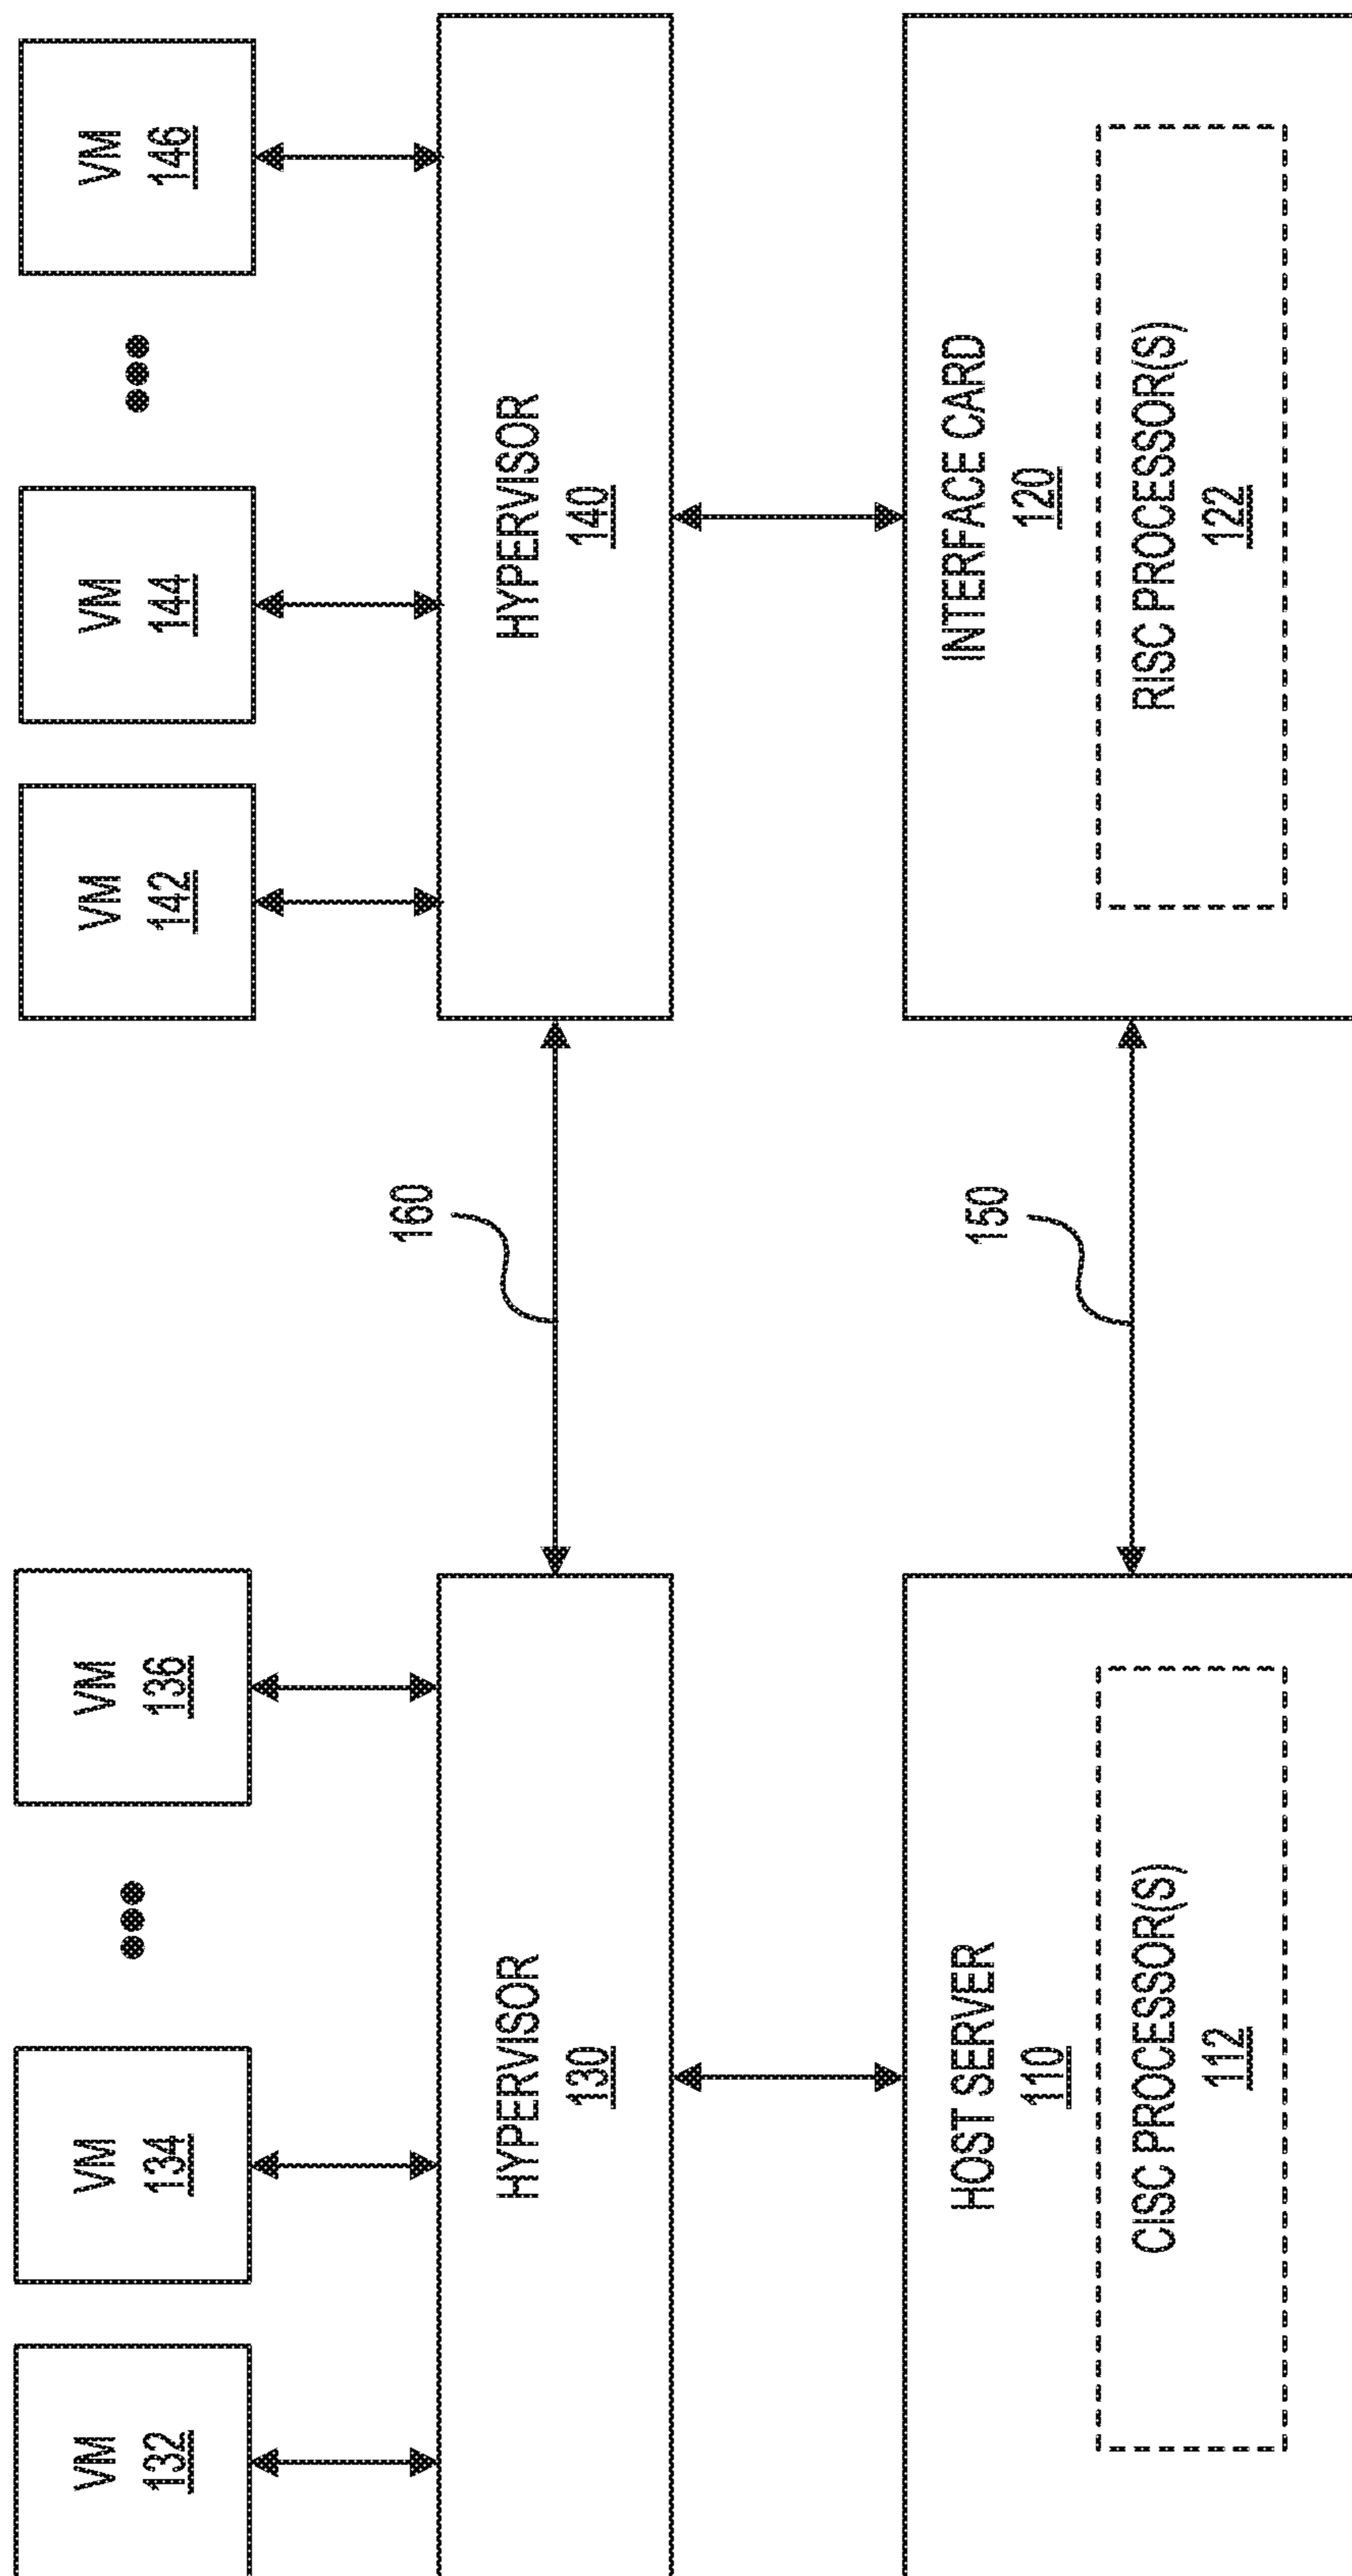 VM
132
VM
134
VM
136
VM
142
VM
144
VM
146
HYPERVISOR
130
160
HYPERVISOR
140
HOST SERVER
110
CISC PROCESSOR(S)
112
150
INTERFACE CARD
120
RISC PROCESSOR(S)
122